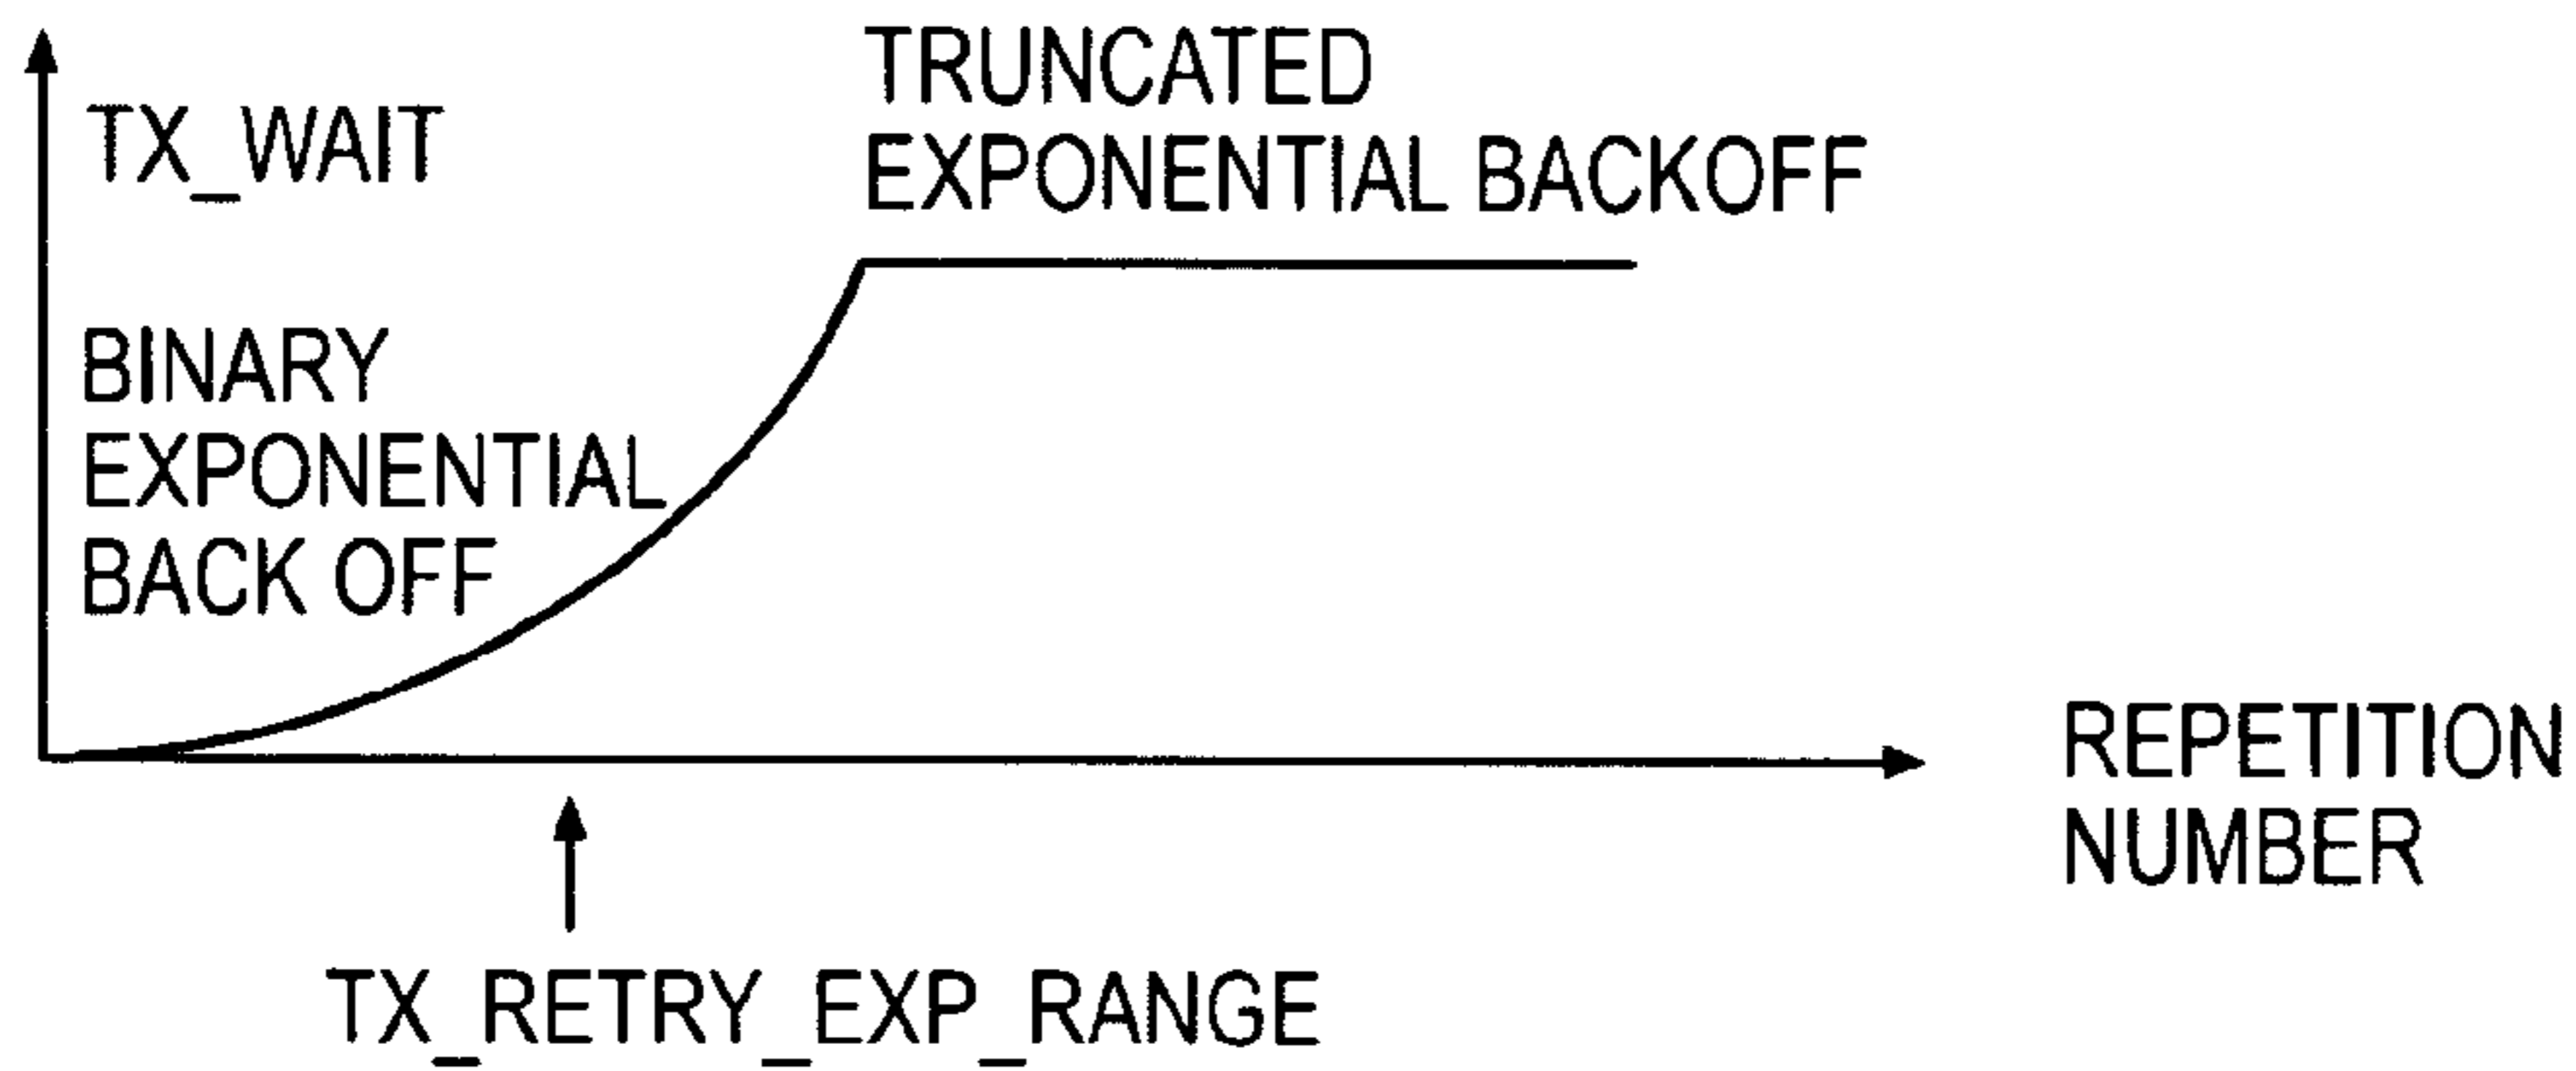 TX_WAIT
TRUNCATED
EXPONENTIAL BACKOFF
BINARY
EXPONENTIAL
BACK OFF
REPETITION
NUMBER
TX_RETRY_EXP_RANGE